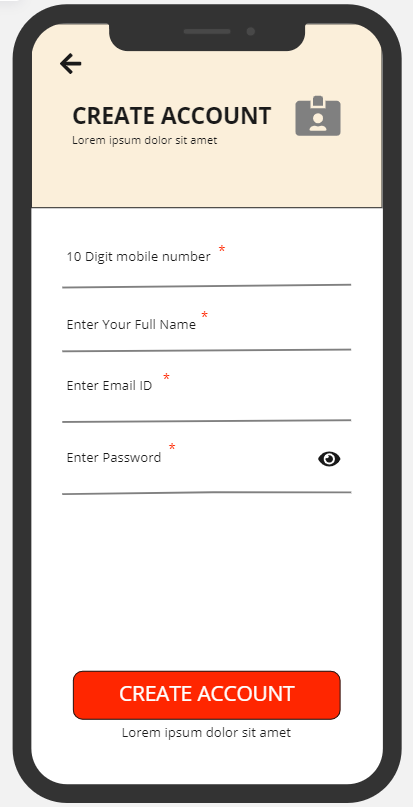 CREATE ACCOUNT
Lorem ipsum dolor sit amet
10 Digit mobile number *
Enter Your Full Name *
Enter Email ID *
Enter Password *
CREATE ACCOUNT
Lorem ipsum dolor sit amet